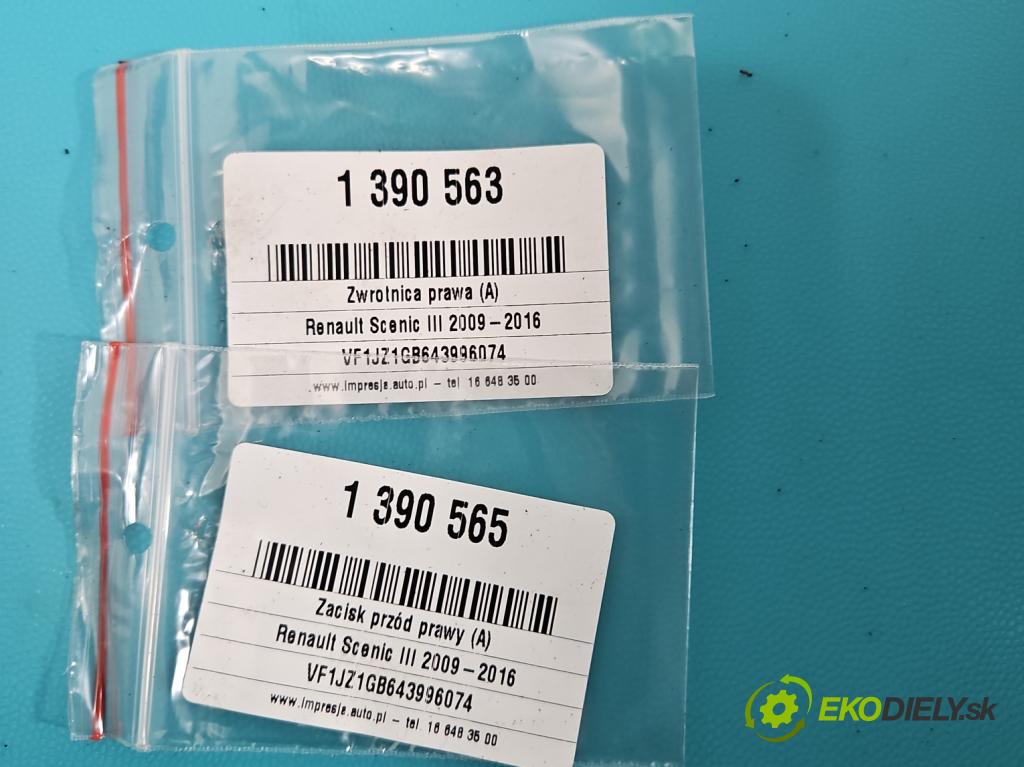 1 390 563
Zwrotnica prawa (A)
Renault Scenic III 2009–2016
VF1JZ1GB643996074
www.impresja.auto.pl – tel. 16 648 35 00
1 390 565
Zacisk przód prawy (A)
Renault Scenic III 2009–2016
VF1JZ1GB643996074
www.impresja.auto.pl – tel. 16 648 35 00
EKODIELY.sk